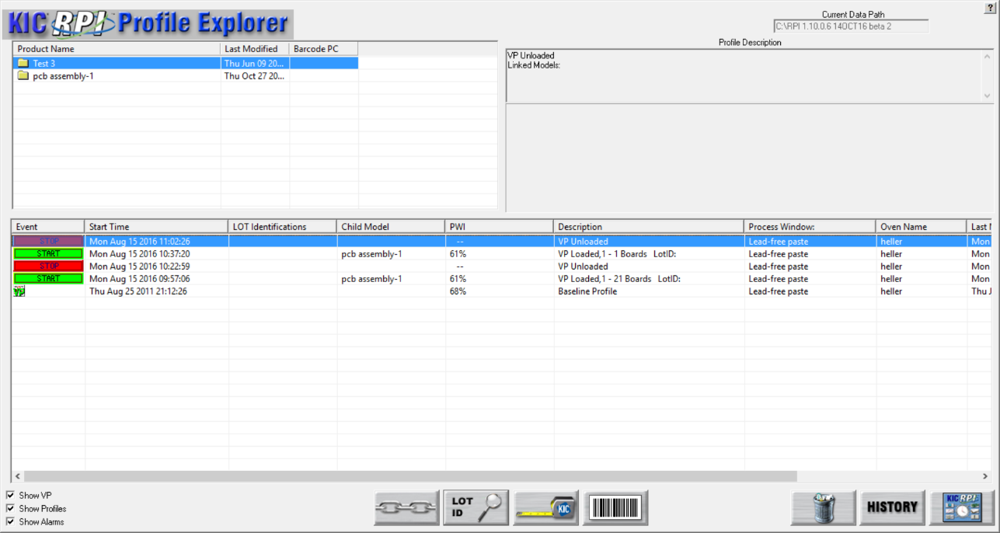 KIC RPI Profile Explorer
?
Current Data Path
C:\RPI 1.10.0.6 14OCT16 beta 2
Profile Description
Product Name Last Modified Barcode PC
Test 3 Thu Jun 09 20...
pcb assembly-1 Thu Oct 27 20...
VP Unloaded
Linked Models:
Event Start Time LOT Identifications Child Model PWI Description Process Window: Oven Name Last
STOP Mon Aug 15 2016 11:02:26 -- VP Unloaded Lead-free paste heller Mon
START Mon Aug 15 2016 10:37:20 pcb assembly-1 61% VP Loaded,1 - 1 Boards LotID: Lead-free paste heller Mon
STOP Mon Aug 15 2016 10:22:59 -- VP Unloaded Lead-free paste heller Mon
START Mon Aug 15 2016 09:57:06 pcb assembly-1 61% VP Loaded,1 - 21 Boards LotID: Lead-free paste heller Mon
VP Thu Aug 25 2011 21:12:26 68% Baseline Profile Lead-free paste heller Thu J
Show VP
Show Profiles
Show Alarms
LOT
ID
KIC
HISTORY
KIC RPI